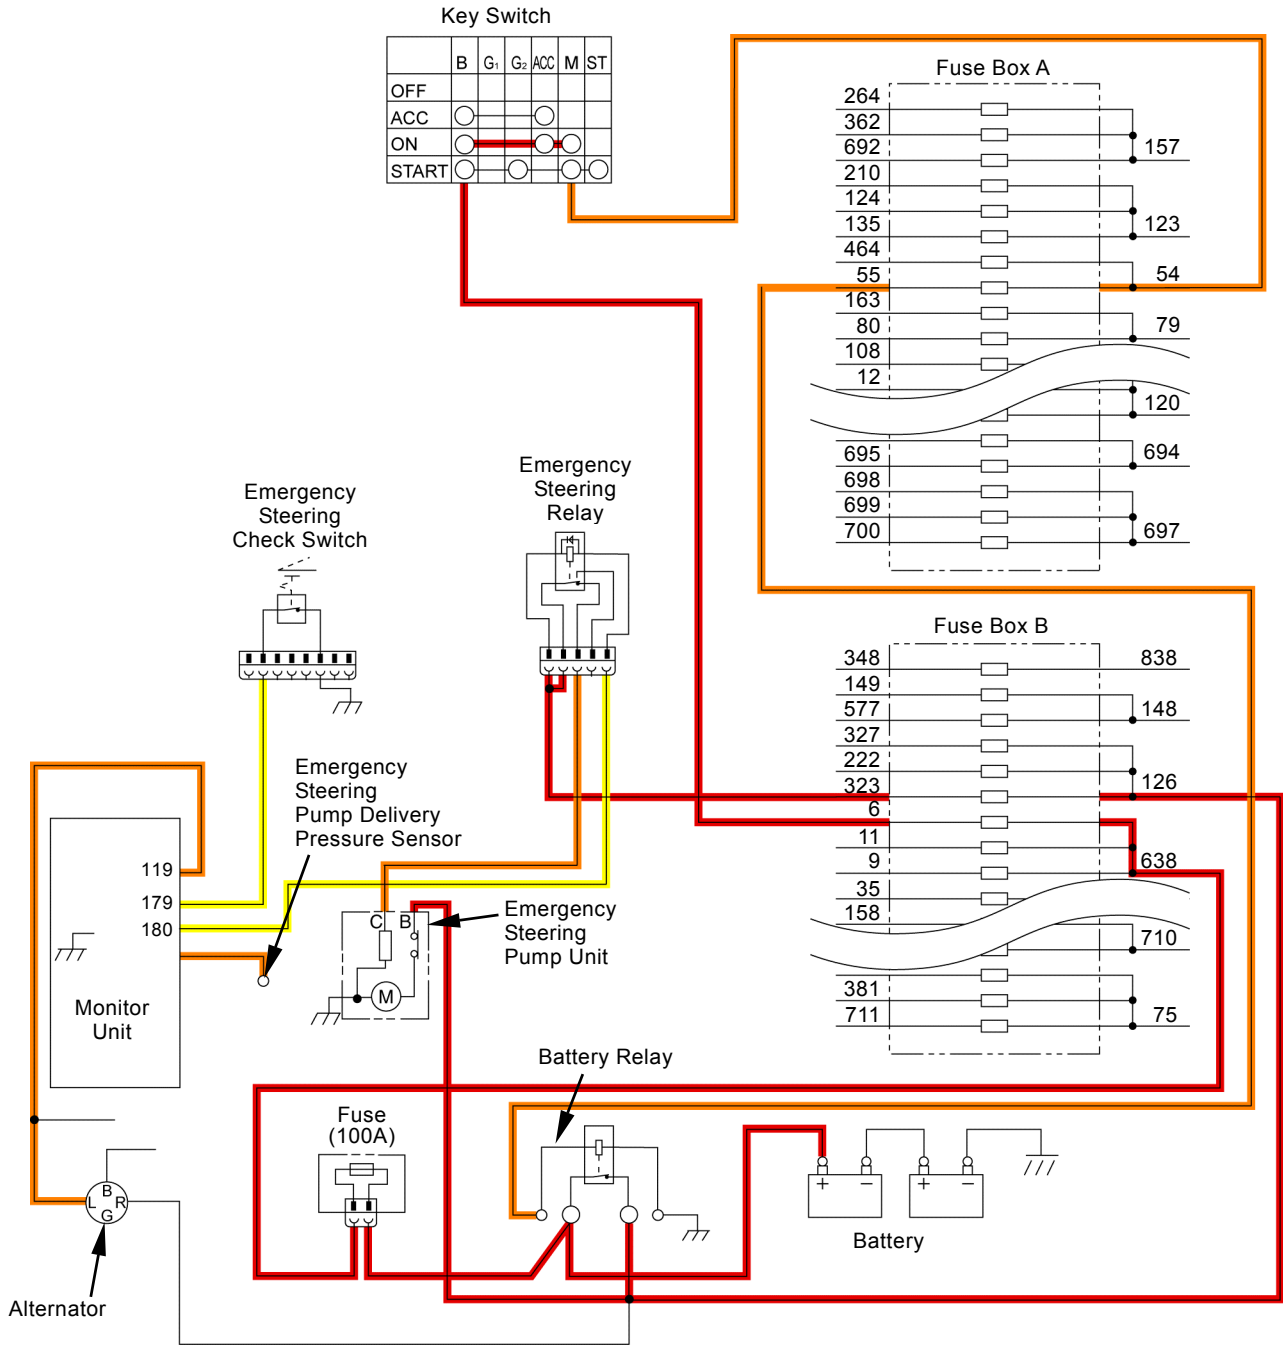 Key Switch
B G₁ G₂ ACC M ST
OFF
ACC
ON
START
Fuse Box A
264
362
692 157
210
124
135 123
464
55 54
163
80 79
108
12
120
694
695
698
699
700 697
Emergency
Steering
Relay
Emergency
Steering
Check Switch
Fuse Box B
348 838
149
577 148
327
222
323 126
6
11
9 638
35
158
710
381
711 75
Emergency
Steering
Pump Delivery
Pressure Sensor
119
179
180
Monitor
Unit
C B
M
Emergency
Steering
Pump Unit
Battery Relay
Fuse
(100A)
B
L R
G
Alternator
+ − + −
Battery